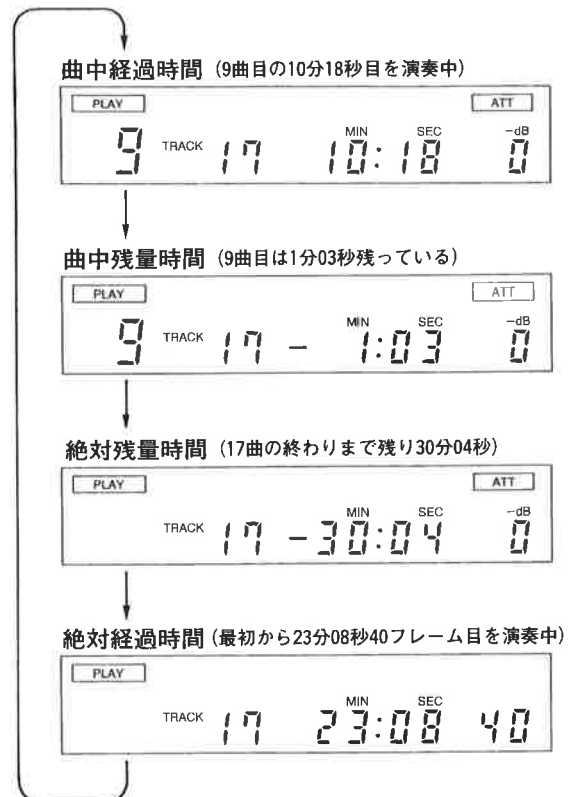 曲中経過時間 (9曲目の10分18秒目を演奏中)
PLAY ATT
MIN SEC -dB
9 TRACK 17 10:18 0
曲中残量時間 (9曲目は1分03秒残っている)
PLAY ATT
MIN SEC -dB
9 TRACK 17 - 1:03 0
絶対残量時間 (17曲の終わりまで残り30分04秒)
PLAY ATT
MIN SEC -dB
TRACK 17 -30:04 0
絶対経過時間 (最初から23分08秒40フレーム目を演奏中)
PLAY
MIN SEC
TRACK 17 23:08 40